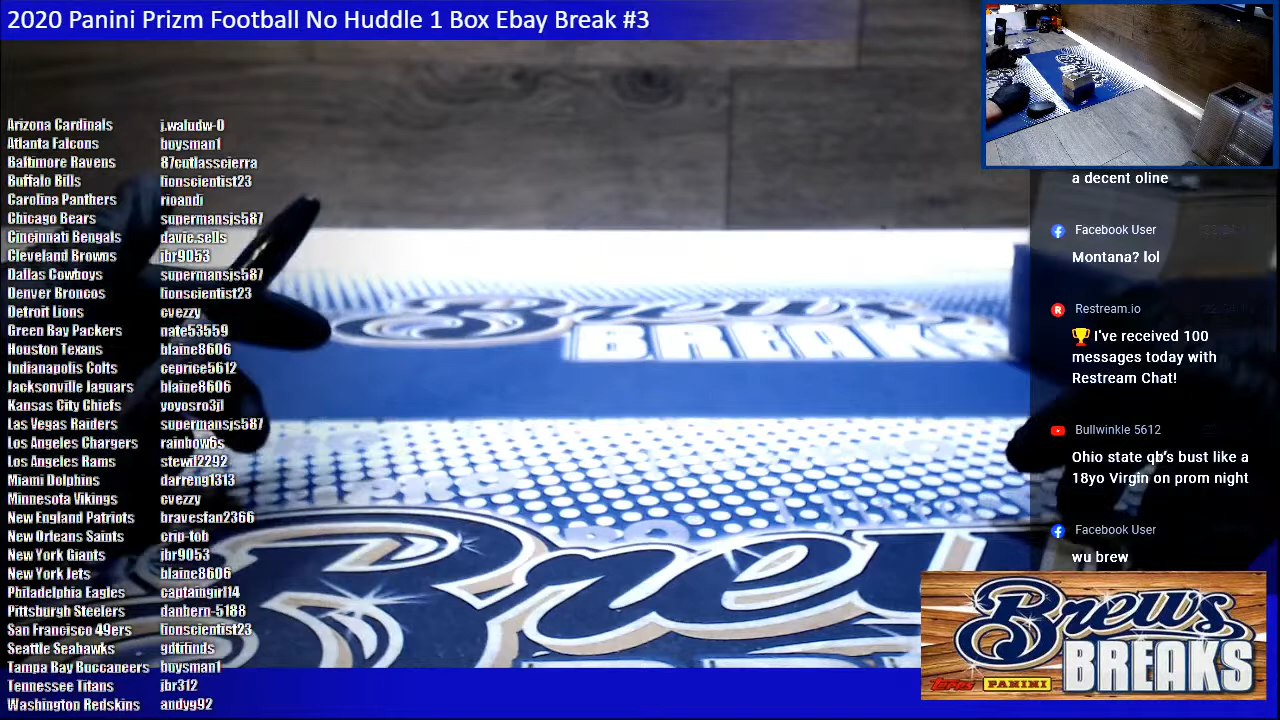 2020 Panini Prizm Football No Huddle 1 Box Ebay Break #3
Arizona Cardinals j.waludw-0
Atlanta Falcons buysman1
Baltimore Ravens 87cutlasscierra
Buffalo Bills lionscientist23
Carolina Panthers rioandi
Chicago Bears supermansjs587
Cincinnati Bengals davie.sells
Cleveland Browns jbr9053
Dallas Cowboys supermansjs587
Denver Broncos lionscientist23
Detroit Lions cvezzy
Green Bay Packers nate53559
Houston Texans blaine8606
Indianapolis Colts ceprice5612
Jacksonville Jaguars blaine8606
Kansas City Chiefs yoyosro3jl
Las Vegas Raiders supermansjs587
Los Angeles Chargers rainbow6s
Los Angeles Rams stewil2292
Miami Dolphins darreng1313
Minnesota Vikings cvezzy
New England Patriots bravesfan2366
New Orleans Saints crip-tob
New York Giants jbr9053
New York Jets blaine8606
Philadelphia Eagles captaingirl14
Pittsburgh Steelers danbern-5188
San Francisco 49ers lionscientist23
Seattle Seahawks gdtifinds
Tampa Bay Buccaneers buysman1
Tennessee Titans jbr312
Washington Redskins andyg92
Brews
BREAKS
Bre
a decent oline
Facebook User
Montana? lol
Restream.io
🏆 I've received 100
messages today with
Restream Chat!
Bullwinkle 5612
Ohio state qb's bust like a
18yo Virgin on prom night
Facebook User
wu brew
Brews
BREAKS
Topps PANINI